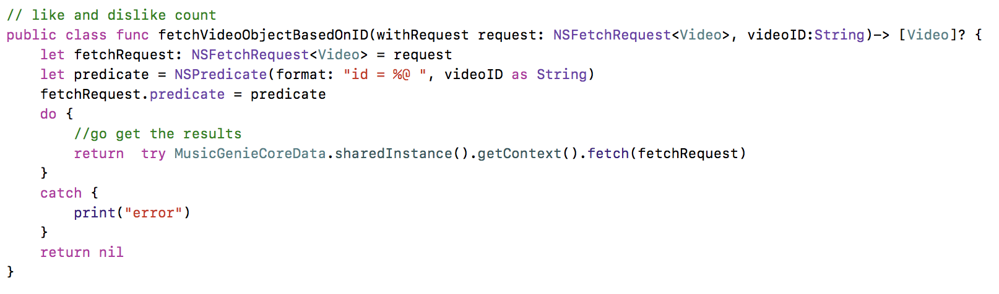 // like and dislike count
public class func fetchVideoObjectBasedOnID(withRequest request: NSFetchRequest<Video>, videoID:String)-> [Video]? {
    let fetchRequest: NSFetchRequest<Video> = request
    let predicate = NSPredicate(format: "id = %@ ", videoID as String)
    fetchRequest.predicate = predicate
    do {
        //go get the results
        return  try MusicGenieCoreData.sharedInstance().getContext().fetch(fetchRequest)
    }
    catch {
        print("error")
    }
    return nil
}